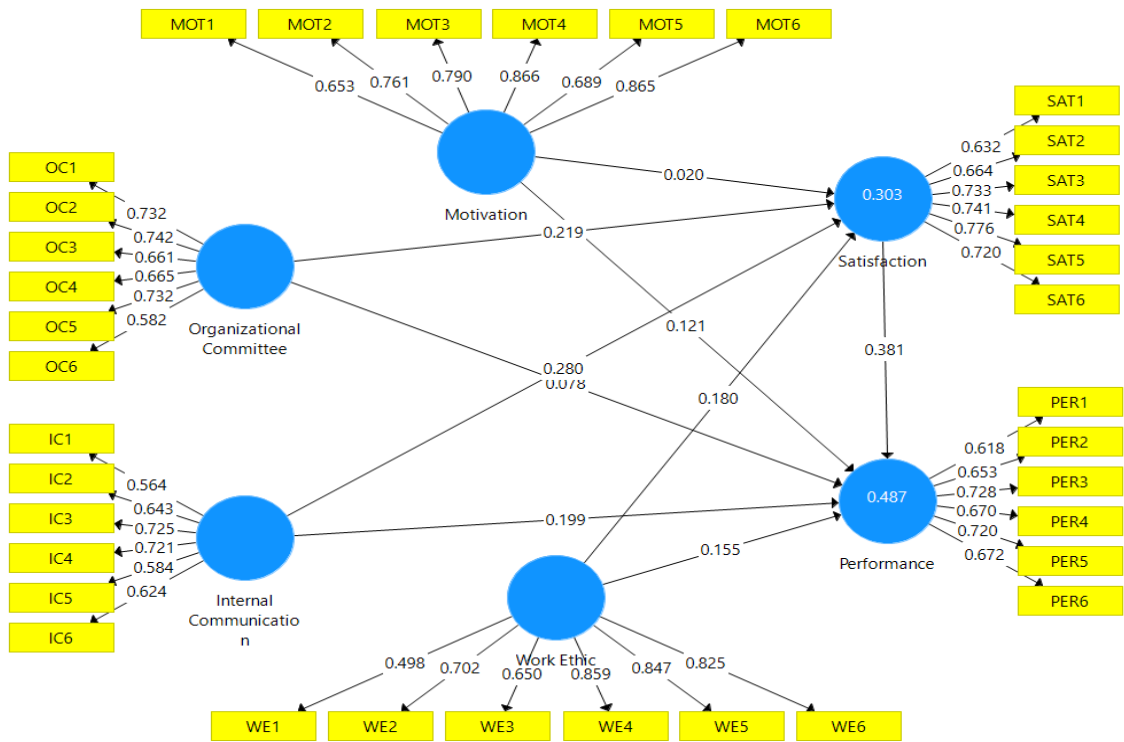 MOT1 MOT2 MOT3 MOT4 MOT5 MOT6
0.653 0.761 0.790 0.866 0.689 0.865
Motivation
OC1
OC2
OC3
OC4
OC5
OC6
0.732
0.742
0.661
0.665
0.732
0.582
Organizational
Committee
IC1
IC2
IC3
IC4
IC5
IC6
0.564
0.643
0.725
0.721
0.584
0.624
Internal
Communicatio
n
0.020
0.219
0.121
0.280
0.078
0.180
0.381
0.199
0.155
0.303
Satisfaction
0.632
0.664
0.733
0.741
0.776
0.720
SAT1
SAT2
SAT3
SAT4
SAT5
SAT6
0.487
Performance
0.618
0.653
0.728
0.670
0.720
0.672
PER1
PER2
PER3
PER4
PER5
PER6
Work Ethic
0.498 0.702 0.650 0.859 0.847 0.825
WE1 WE2 WE3 WE4 WE5 WE6